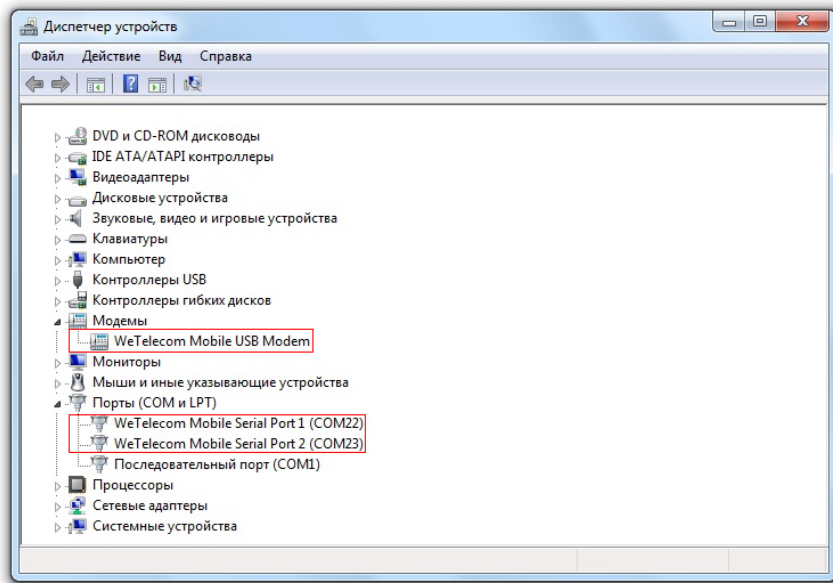 Диспетчер устройств
Файл Действие Вид Справка
DVD и CD-ROM дисководы
IDE ATA/ATAPI контроллеры
Видеоадаптеры
Дисковые устройства
Звуковые, видео и игровые устройства
Клавиатуры
Компьютер
Контроллеры USB
Контроллеры гибких дисков
Модемы
WeTelecom Mobile USB Modem
Мониторы
Мыши и иные указывающие устройства
Порты (COM и LPT)
WeTelecom Mobile Serial Port 1 (COM22)
WeTelecom Mobile Serial Port 2 (COM23)
Последовательный порт (COM1)
Процессоры
Сетевые адаптеры
Системные устройства